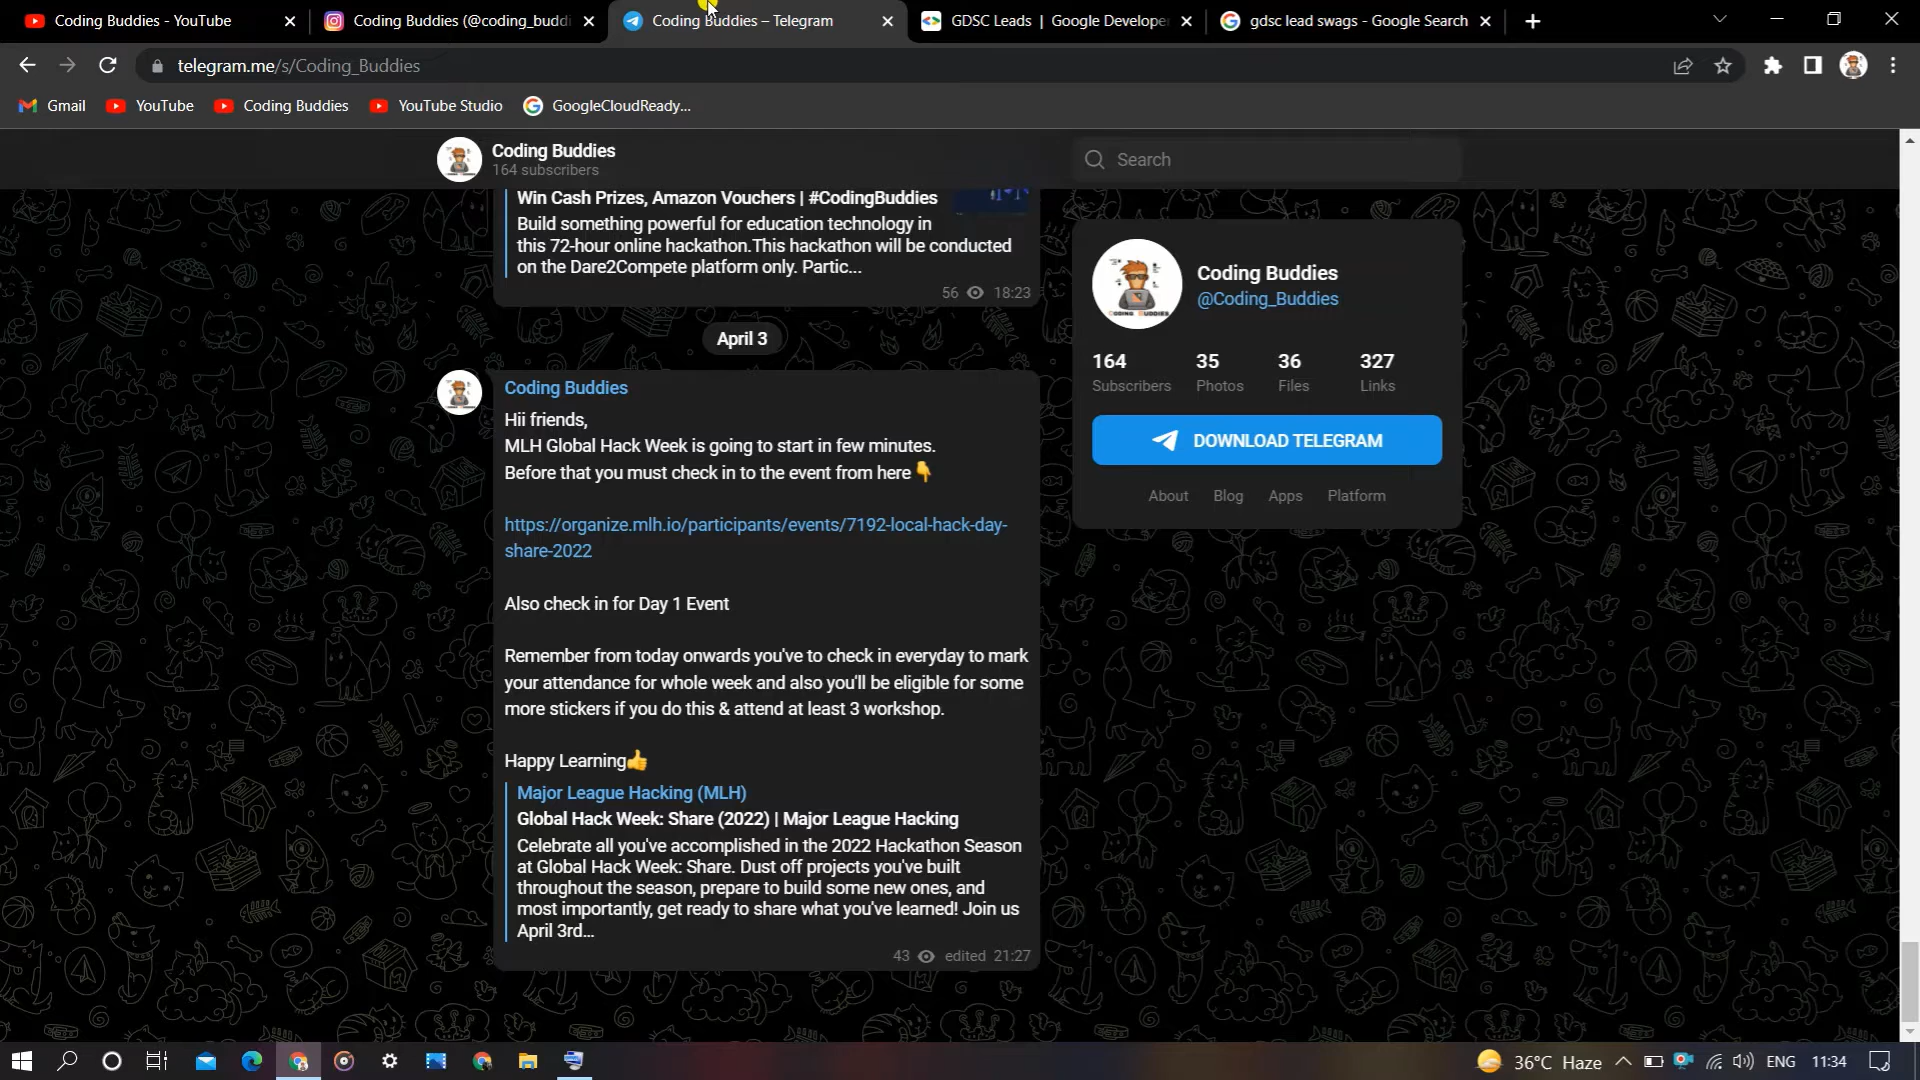 Coding Buddies - YouTube
Coding Buddies (@coding_buddi
Coding Buddies – Telegram
GDSC Leads | Google Develope
gdsc lead swags - Google Search
telegram.me/s/Coding_Buddies
Gmail
YouTube
Coding Buddies
YouTube Studio
GoogleCloudReady...
Coding Buddies
164 subscribers
Search
Win Cash Prizes, Amazon Vouchers | #CodingBuddies
Build something powerful for education technology in
this 72-hour online hackathon.This hackathon will be conducted
on the Dare2Compete platform only. Partic...
56 18:23
April 3
Coding Buddies
Hii friends,
MLH Global Hack Week is going to start in few minutes.
Before that you must check in to the event from here👇
https://organize.mlh.io/participants/events/7192-local-hack-day-
share-2022
Also check in for Day 1 Event
Remember from today onwards you've to check in everyday to mark
your attendance for whole week and also you'll be eligible for some
more stickers if you do this & attend at least 3 workshop.
Happy Learning👍
Major League Hacking (MLH)
Global Hack Week: Share (2022) | Major League Hacking
Celebrate all you've accomplished in the 2022 Hackathon Season
at Global Hack Week: Share. Dust off projects you've built
throughout the season, prepare to build some new ones, and
most importantly, get ready to share what you've learned! Join us
April 3rd...
43 edited 21:27
CODING BUDDIES
Coding Buddies
@Coding_Buddies
164 35 36 327
Subscribers Photos Files Links
DOWNLOAD TELEGRAM
About Blog Apps Platform
36°C Haze
ENG
11:34